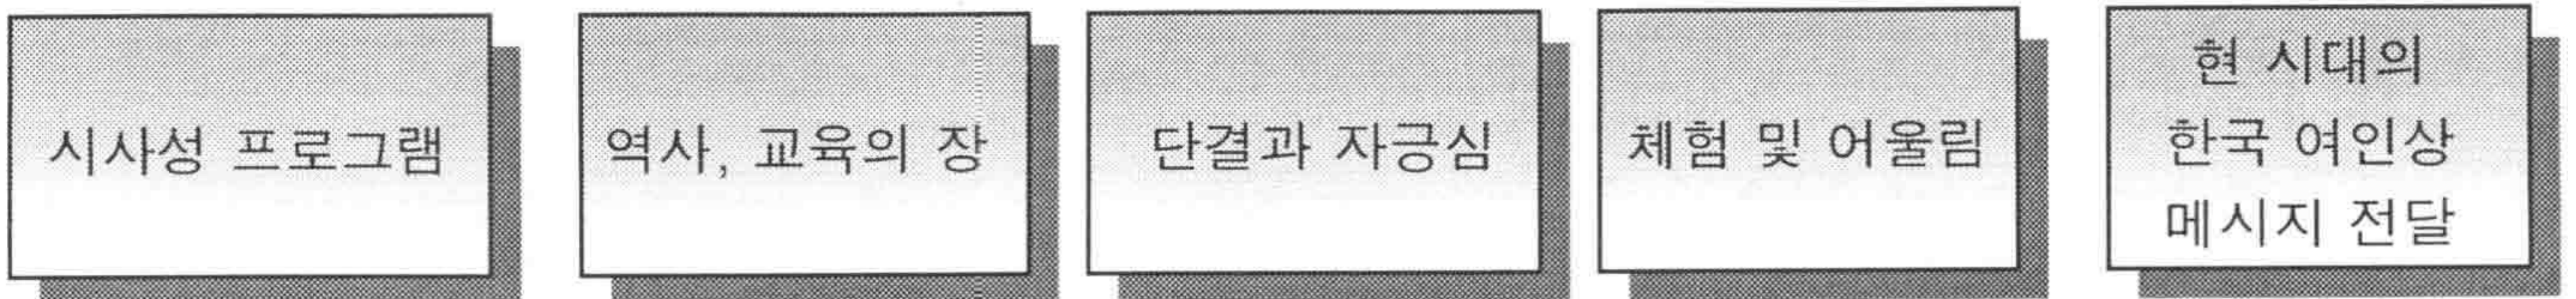 시사성 프로그램
역사, 교육의 장
단결과 자긍심
체험 및 어울림
현 시대의
한국 여인상
메시지 전달